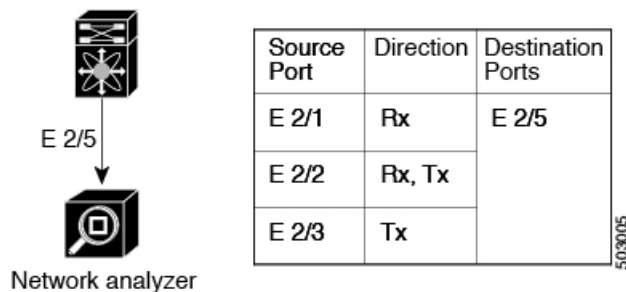 E 2/5
Network analyzer
Source Direction Destination
Port Ports
E 2/1 Rx E 2/5
E 2/2 Rx, Tx
E 2/3 Tx
503005